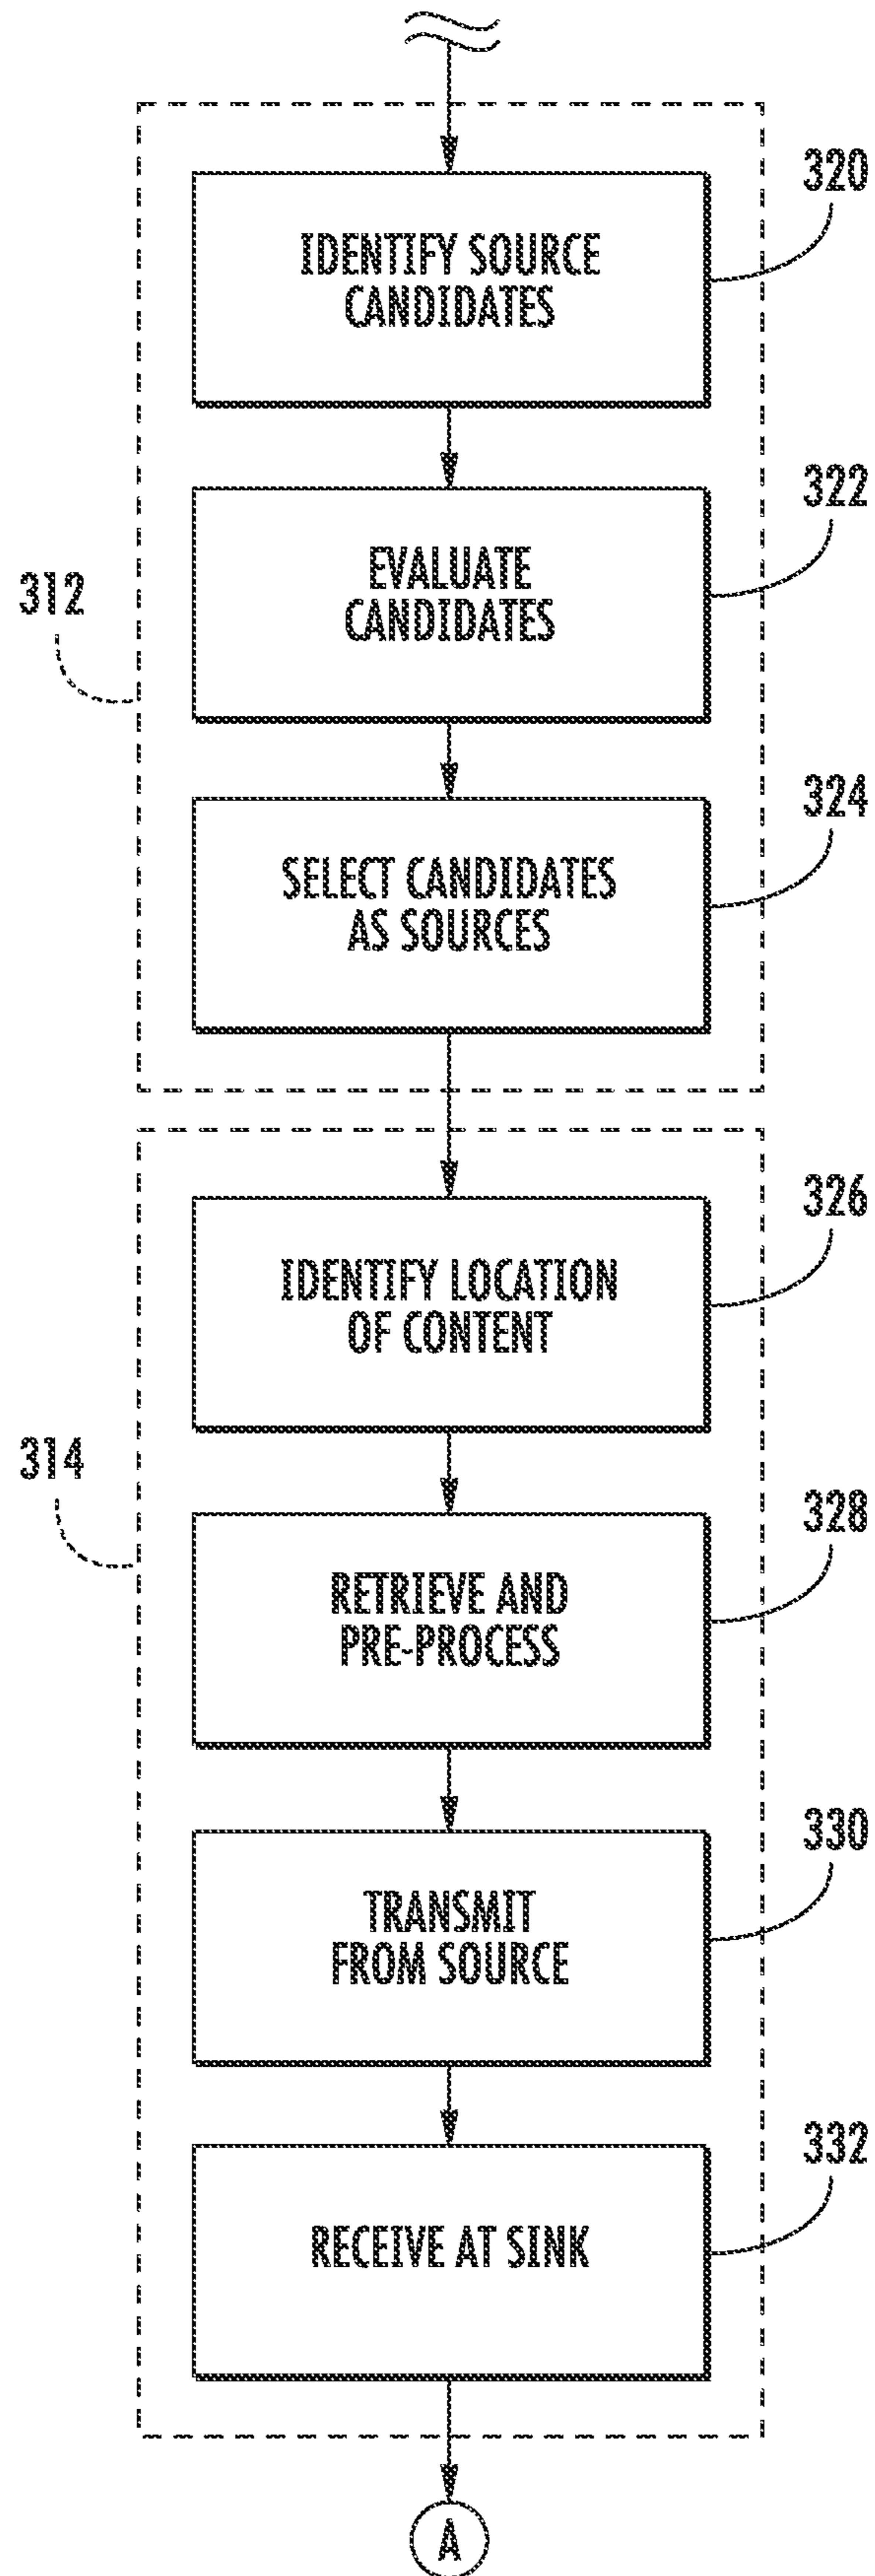 320
IDENTIFY SOURCE
CANDIDATES
322
EVALUATE
CANDIDATES
312
324
SELECT CANDIDATES
AS SOURCES
326
IDENTIFY LOCATION
OF CONTENT
314
328
RETRIEVE AND
PRE-PROCESS
330
TRANSMIT
FROM SOURCE
332
RECEIVE AT SINK
A